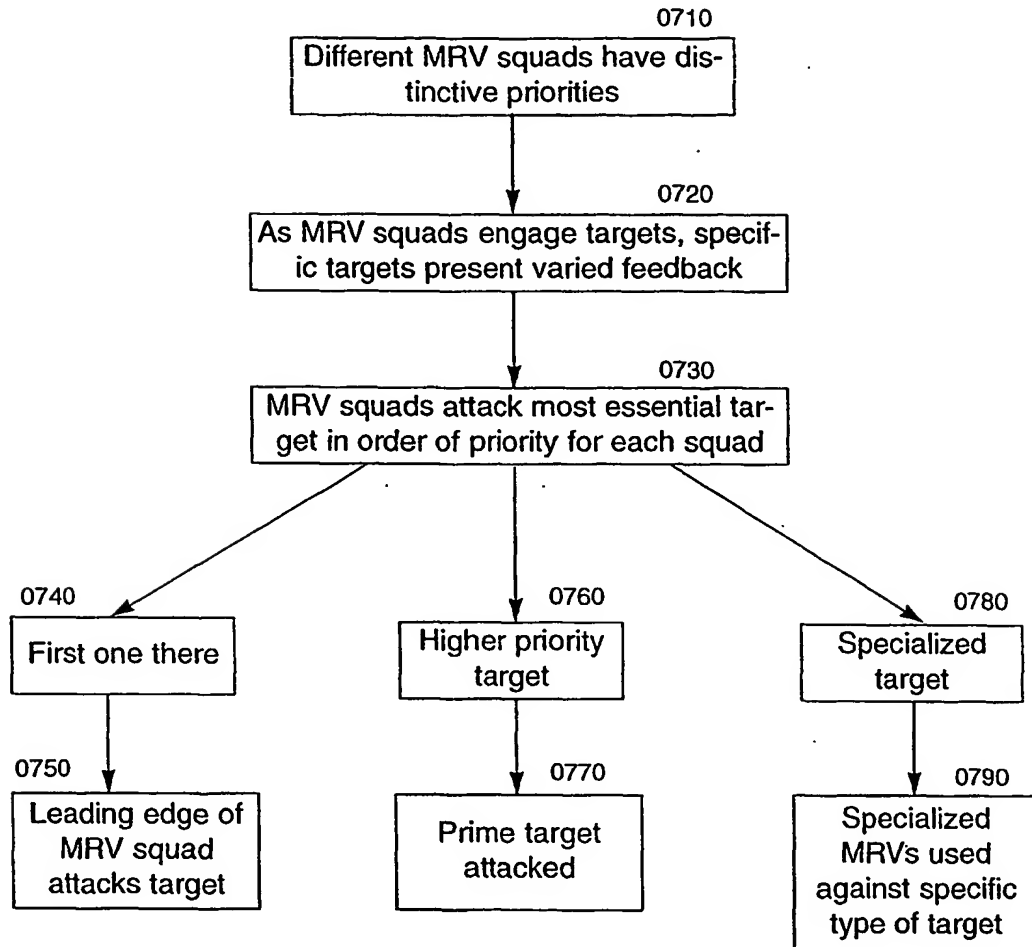 0710
Different MRV squads have dis-
tinctive priorities
0720
As MRV squads engage targets, specif-
ic targets present varied feedback
0730
MRV squads attack most essential tar-
get in order of priority for each squad
0740
First one there
0750
Leading edge of
MRV squad
attacks target
0760
Higher priority
target
0770
Prime target
attacked
0780
Specialized
target
0790
Specialized
MRV's used
against specific
type of target